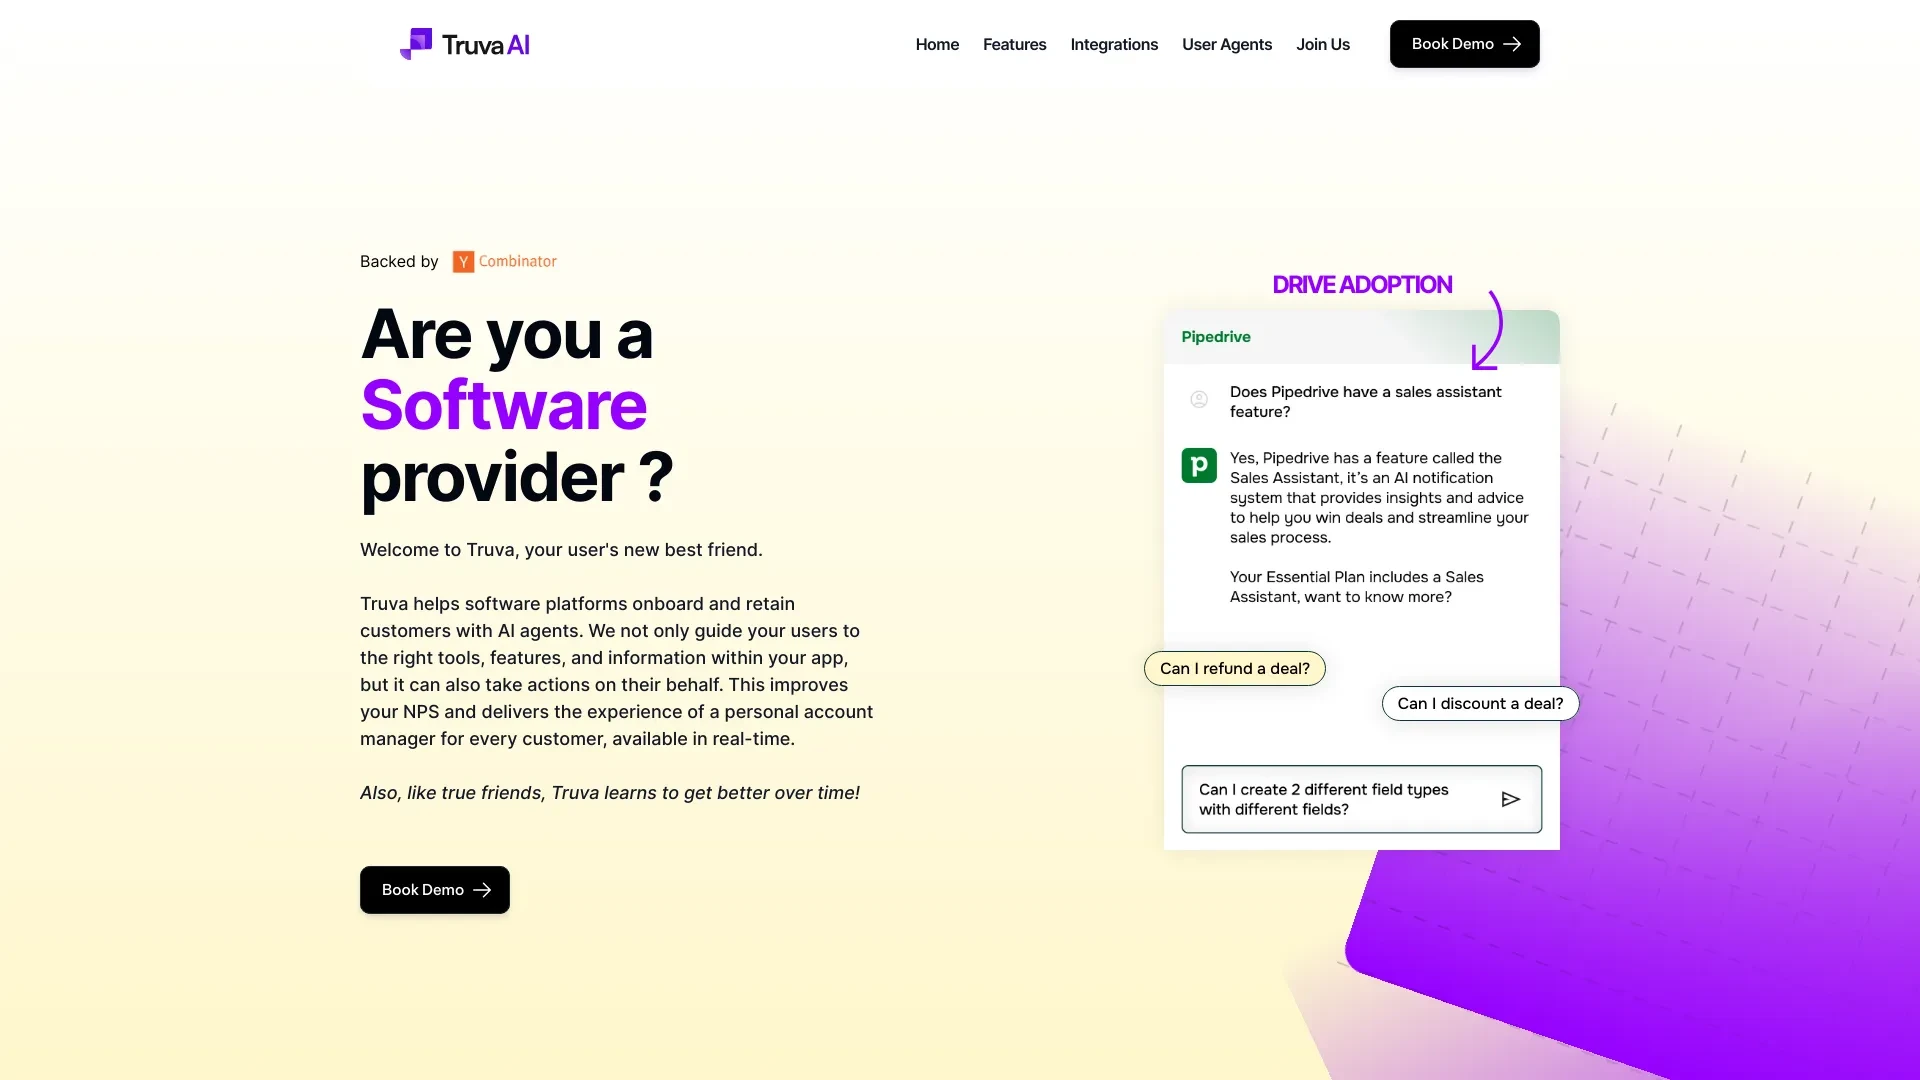 Truva AI
Home
Features
Integrations
User Agents
Join Us
Book Demo
Backed by
Y Combinator
Are you a
Software
provider ?
Welcome to Truva, your user's new best friend.
Truva helps software platforms onboard and retain
customers with AI agents. We not only guide your users to
the right tools, features, and information within your app,
but it can also take actions on their behalf. This improves
your NPS and delivers the experience of a personal account
manager for every customer, available in real-time.
Also, like true friends, Truva learns to get better over time!
Book Demo
DRIVE ADOPTION
Pipedrive
Does Pipedrive have a sales assistant
feature?
p
Yes, Pipedrive has a feature called the
Sales Assistant, it’s an AI notification
system that provides insights and advice
to help you win deals and streamline your
sales process.
Your Essential Plan includes a Sales
Assistant, want to know more?
Can I refund a deal?
Can I discount a deal?
Can I create 2 different field types
with different fields?